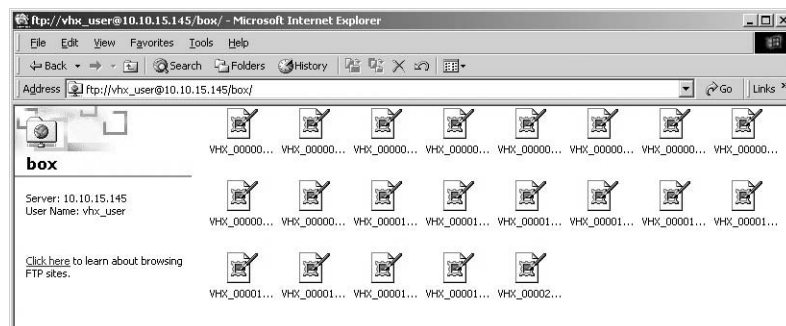 ftp://vhx_user@10.10.15.145/box/ - Microsoft Internet Explorer
File Edit View Favorites Tools Help
Back Search Folders History
Address ftp://vhx_user@10.10.15.145/box/ Go Links »
box
Server: 10.10.15.145
User Name: vhx_user
Click here to learn about browsing
FTP sites.
VHX_00000... VHX_00000... VHX_00000... VHX_00000... VHX_00000... VHX_00000... VHX_00000... VHX_00000...
VHX_00000... VHX_00000... VHX_00001... VHX_00001... VHX_00001... VHX_00001... VHX_00001... VHX_00001...
VHX_00001... VHX_00001... VHX_00001... VHX_00001... VHX_00002...